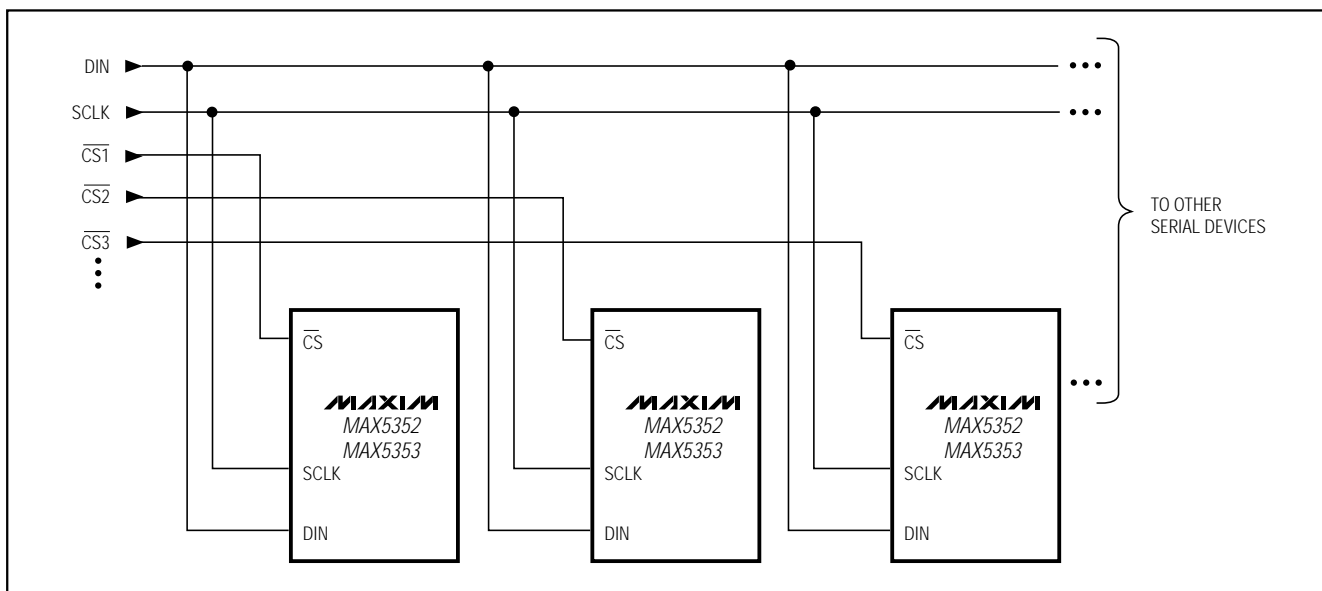 DIN
SCLK
CS1
CS2
CS3
TO OTHER
SERIAL DEVICES
CS
MAXIM
MAX5352
MAX5353
SCLK
DIN
CS
MAXIM
MAX5352
MAX5353
SCLK
DIN
CS
MAXIM
MAX5352
MAX5353
SCLK
DIN